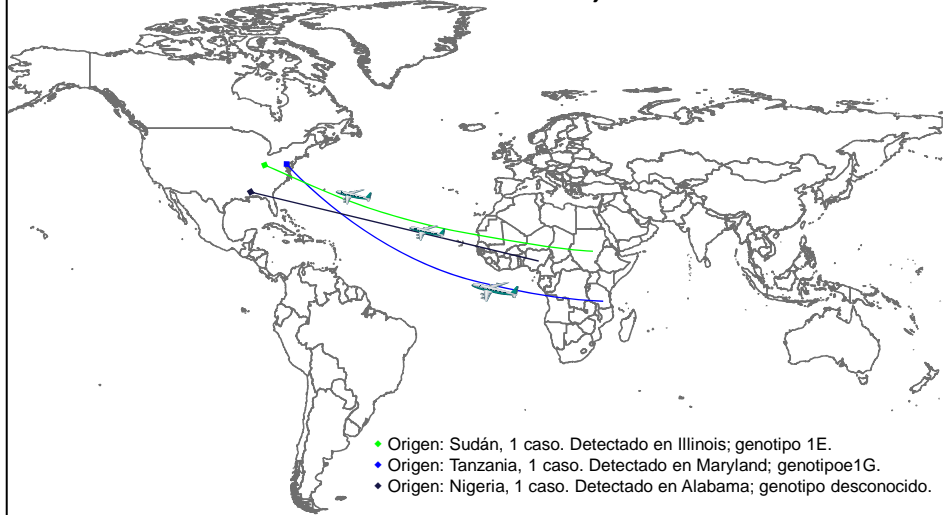 Origen: Sudán, 1 caso. Detectado en Illinois; genotipo 1E.
Origen: Tanzania, 1 caso. Detectado en Maryland; genotipoe1G.
Origen: Nigeria, 1 caso. Detectado en Alabama; genotipo desconocido.